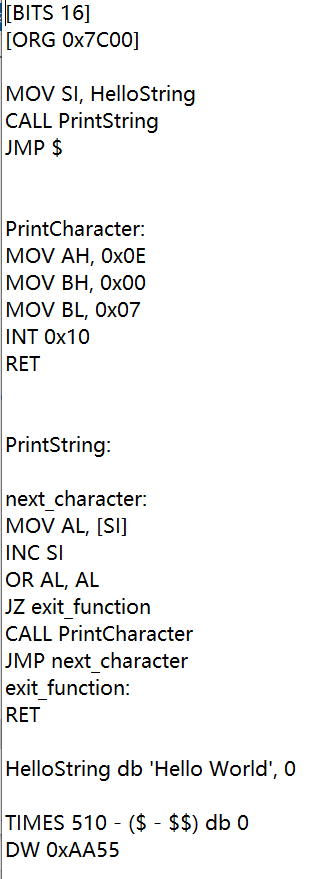 [BITS 16]
[ORG 0x7C00]
MOV SI, HelloString
CALL PrintString
JMP $
PrintCharacter:
MOV AH, 0x0E
MOV BH, 0x00
MOV BL, 0x07
INT 0x10
RET
PrintString:
next_character:
MOV AL, [SI]
INC SI
OR AL, AL
JZ exit_function
CALL PrintCharacter
JMP next_character
exit_function:
RET
HelloString db 'Hello World', 0
TIMES 510 - ($ - $$) db 0
DW 0xAA55